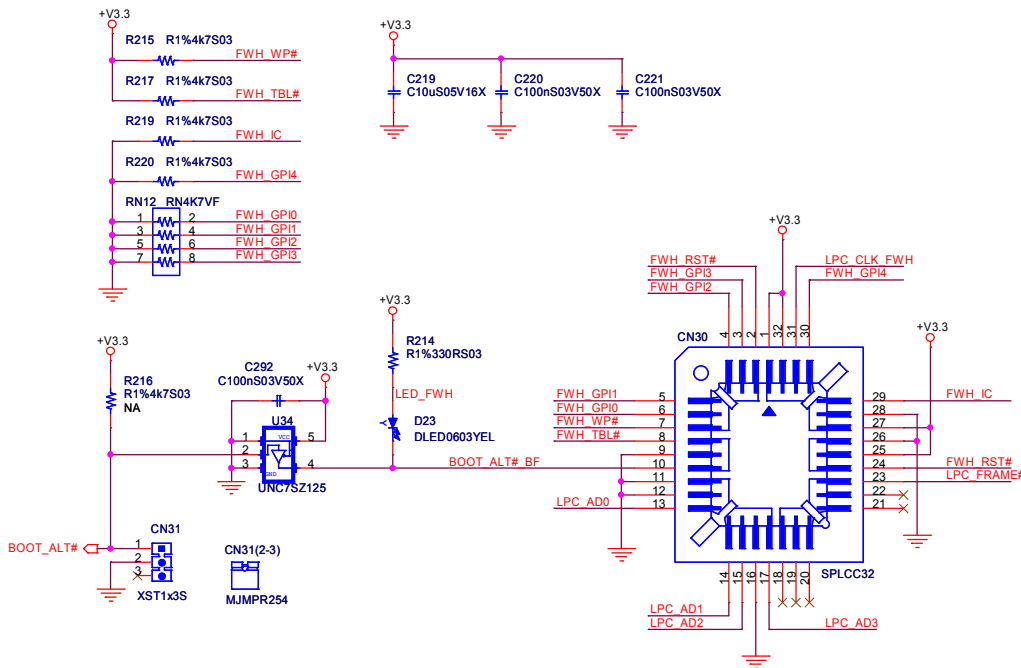 +V3.3
R215 R1%4k7S03
FWH_WP#
R217 R1%4k7S03
FWH_TBL#
R219 R1%4k7S03
FWH_IC
R220 R1%4k7S03
FWH_GPI4
RN12 RN4K7VF
1 2 FWH_GPI0
3 4 FWH_GPI1
5 6 FWH_GPI2
7 8 FWH_GPI3
+V3.3
C219
C10uS05V16X
C220
C100nS03V50X
C221
C100nS03V50X
+V3.3
R216
R1%4k7S03
NA
C292
C100nS03V50X
+V3.3
U34
1
2
3
VCC
GND
5
4
UNC7SZ125
+V3.3
R214
R1%330RS03
LED_FWH
D23
DLED0603YEL
BOOT_ALT#_BF
BOOT_ALT#
CN31
1
2
3
XST1x3S
CN31(2-3)
MJMPR254
+V3.3
FWH_RST#
FWH_GPI3
FWH_GPI2
LPC_CLK_FWH
FWH_GPI4
4 3 2 1 32 31 30
CN30
+V3.3
FWH_GPI1 5
FWH_GPI0 6
FWH_WP# 7
FWH_TBL# 8
9
10
11
12
LPC_AD0 13
29 FWH_IC
28
27
26
25
24 FWH_RST#
23 LPC_FRAME#
22
21
SPLCC32
14 15 16 17 18 19 20
LPC_AD1
LPC_AD2
LPC_AD3